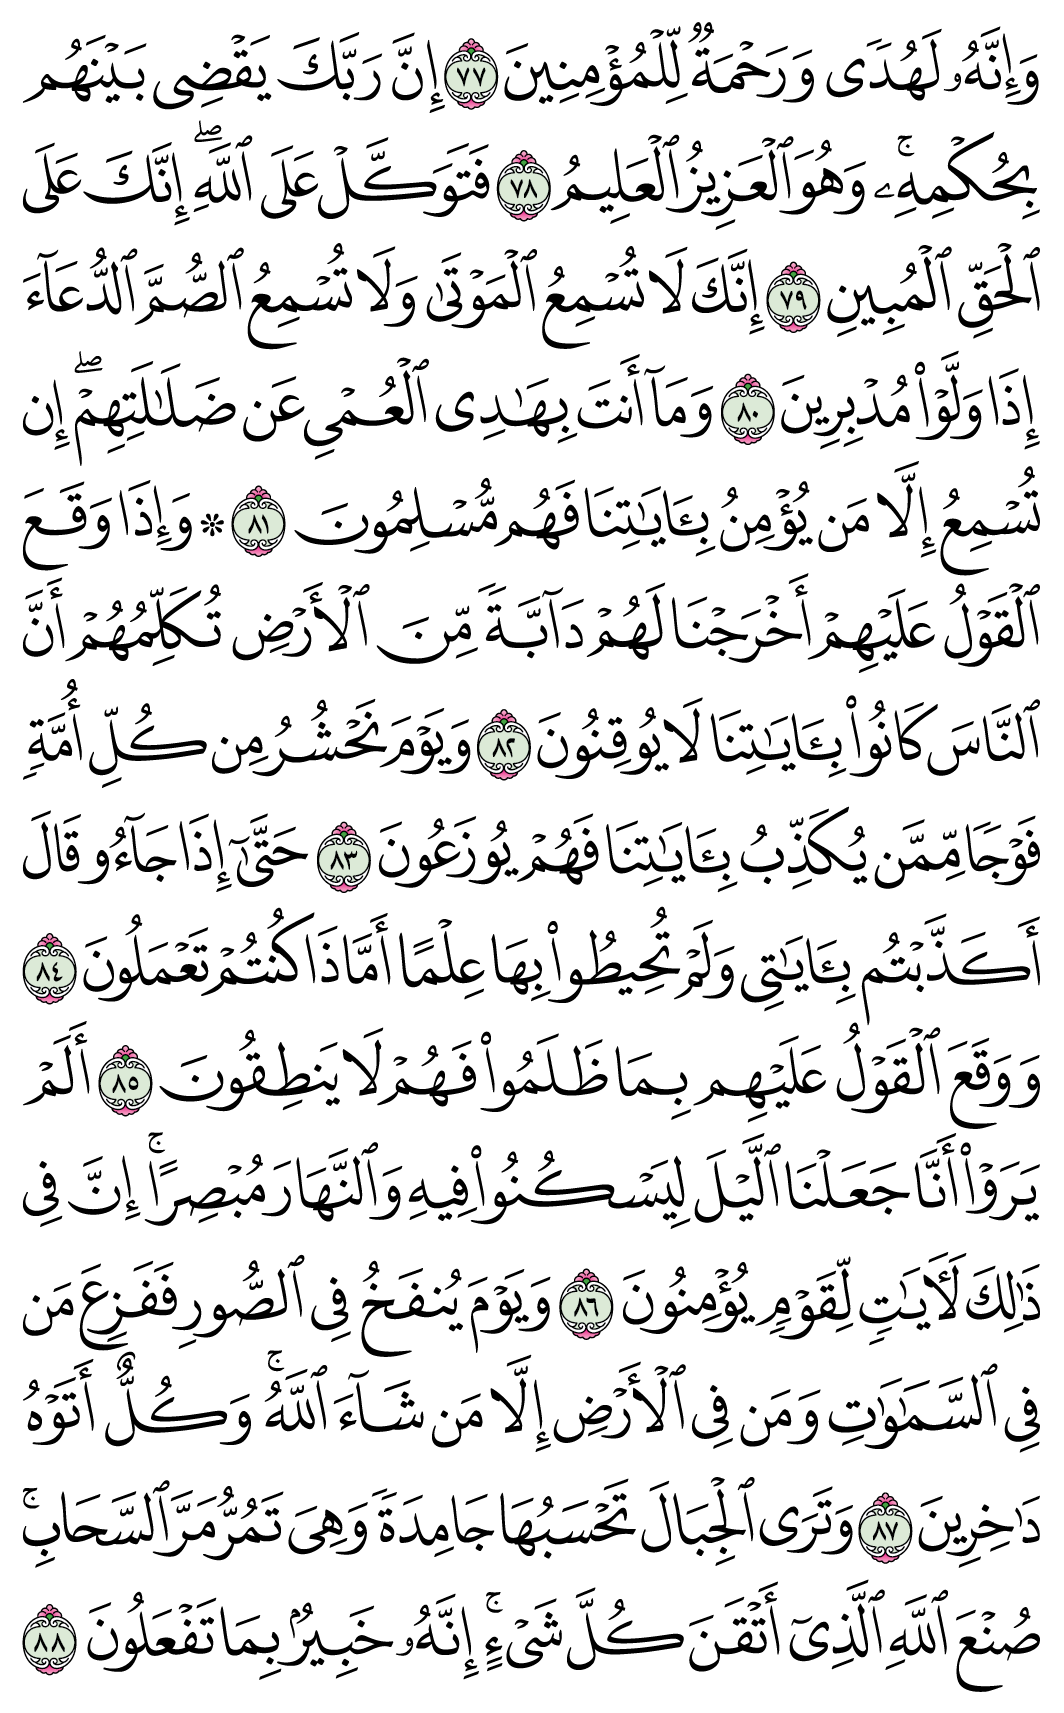 وَإِنَّهُۥ لَهُدٗى وَرَحۡمَةٞ لِّلۡمُؤۡمِنِينَ ٧٧ إِنَّ رَبَّكَ يَقۡضِي بَيۡنَهُم
بِحُكۡمِهِۦۚ وَهُوَ ٱلۡعَزِيزُ ٱلۡعَلِيمُ ٧٨ فَتَوَكَّلۡ عَلَى ٱللَّهِۖ إِنَّكَ عَلَى
ٱلۡحَقِّ ٱلۡمُبِينِ ٧٩ إِنَّكَ لَا تُسۡمِعُ ٱلۡمَوۡتَىٰ وَلَا تُسۡمِعُ ٱلصُّمَّ ٱلدُّعَآءَ
إِذَا وَلَّوۡاْ مُدۡبِرِينَ ٨٠ وَمَآ أَنتَ بِهَٰدِي ٱلۡعُمۡيِ عَن ضَلَٰلَتِهِمۡۖ إِن
تُسۡمِعُ إِلَّا مَن يُؤۡمِنُ بِـَٔايَٰتِنَا فَهُم مُّسۡلِمُونَ ٨١ ۞ وَإِذَا وَقَعَ
ٱلۡقَوۡلُ عَلَيۡهِمۡ أَخۡرَجۡنَا لَهُمۡ دَآبَّةٗ مِّنَ ٱلۡأَرۡضِ تُكَلِّمُهُمۡ أَنَّ
ٱلنَّاسَ كَانُواْ بِـَٔايَٰتِنَا لَا يُوقِنُونَ ٨٢ وَيَوۡمَ نَحۡشُرُ مِن كُلِّ أُمَّةٖ
فَوۡجٗا مِّمَّن يُكَذِّبُ بِـَٔايَٰتِنَا فَهُمۡ يُوزَعُونَ ٨٣ حَتَّىٰٓ إِذَا جَآءُو قَالَ
أَكَذَّبۡتُم بِـَٔايَٰتِي وَلَمۡ تُحِيطُواْ بِهَا عِلۡمًا أَمَّاذَا كُنتُمۡ تَعۡمَلُونَ ٨٤
وَوَقَعَ ٱلۡقَوۡلُ عَلَيۡهِم بِمَا ظَلَمُواْ فَهُمۡ لَا يَنطِقُونَ ٨٥ أَلَمۡ
يَرَوۡاْ أَنَّا جَعَلۡنَا ٱلَّيۡلَ لِيَسۡكُنُواْ فِيهِ وَٱلنَّهَارَ مُبۡصِرًاۚ إِنَّ فِي
ذَٰلِكَ لَأٓيَٰتٖ لِّقَوۡمٖ يُؤۡمِنُونَ ٨٦ وَيَوۡمَ يُنفَخُ فِي ٱلصُّورِ فَفَزِعَ مَن
فِي ٱلسَّمَٰوَٰتِ وَمَن فِي ٱلۡأَرۡضِ إِلَّا مَن شَآءَ ٱللَّهُۚ وَكُلٌّ أَتَوۡهُ
دَٰخِرِينَ ٨٧ وَتَرَى ٱلۡجِبَالَ تَحۡسَبُهَا جَامِدَةٗ وَهِيَ تَمُرُّ مَرَّ ٱلسَّحَابِۚ
صُنۡعَ ٱللَّهِ ٱلَّذِيٓ أَتۡقَنَ كُلَّ شَيۡءٍۚ إِنَّهُۥ خَبِيرُۢ بِمَا تَفۡعَلُونَ ٨٨